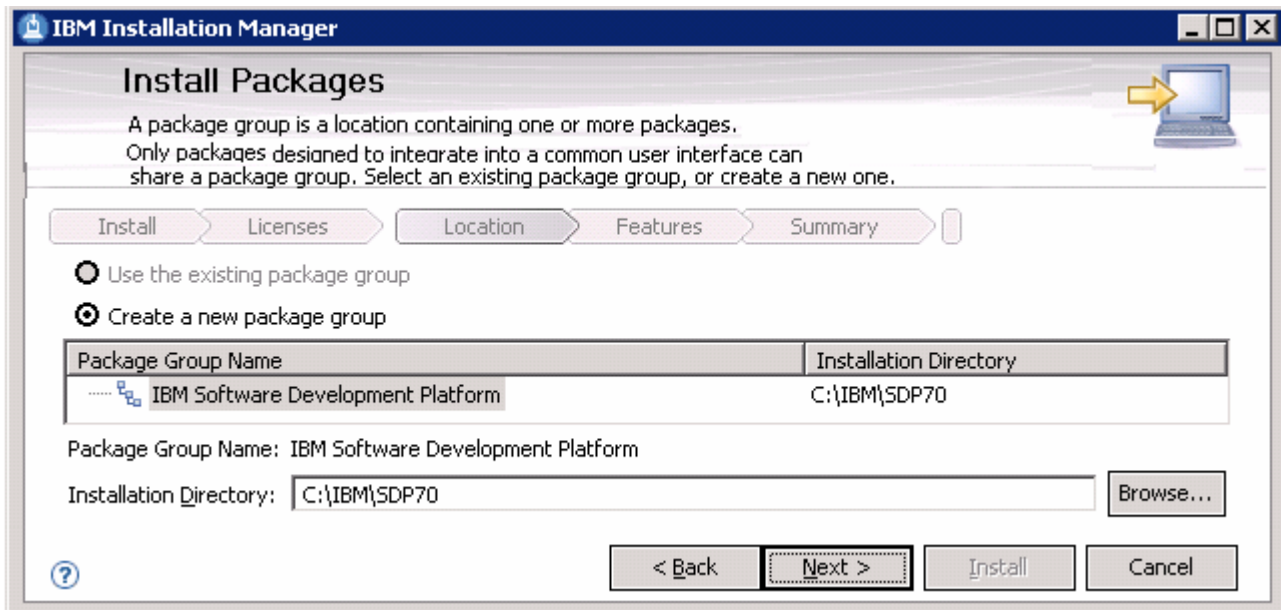 IBM Installation Manager
Install Packages
A package group is a location containing one or more packages.
Only packages designed to integrate into a common user interface can
share a package group. Select an existing package group, or create a new one.
Install Licenses Location Features Summary
Use the existing package group
Create a new package group
Package Group Name Installation Directory
IBM Software Development Platform C:\IBM\SDP70
Package Group Name: IBM Software Development Platform
Installation Directory: C:\IBM\SDP70 Browse...
? < Back Next > Install Cancel